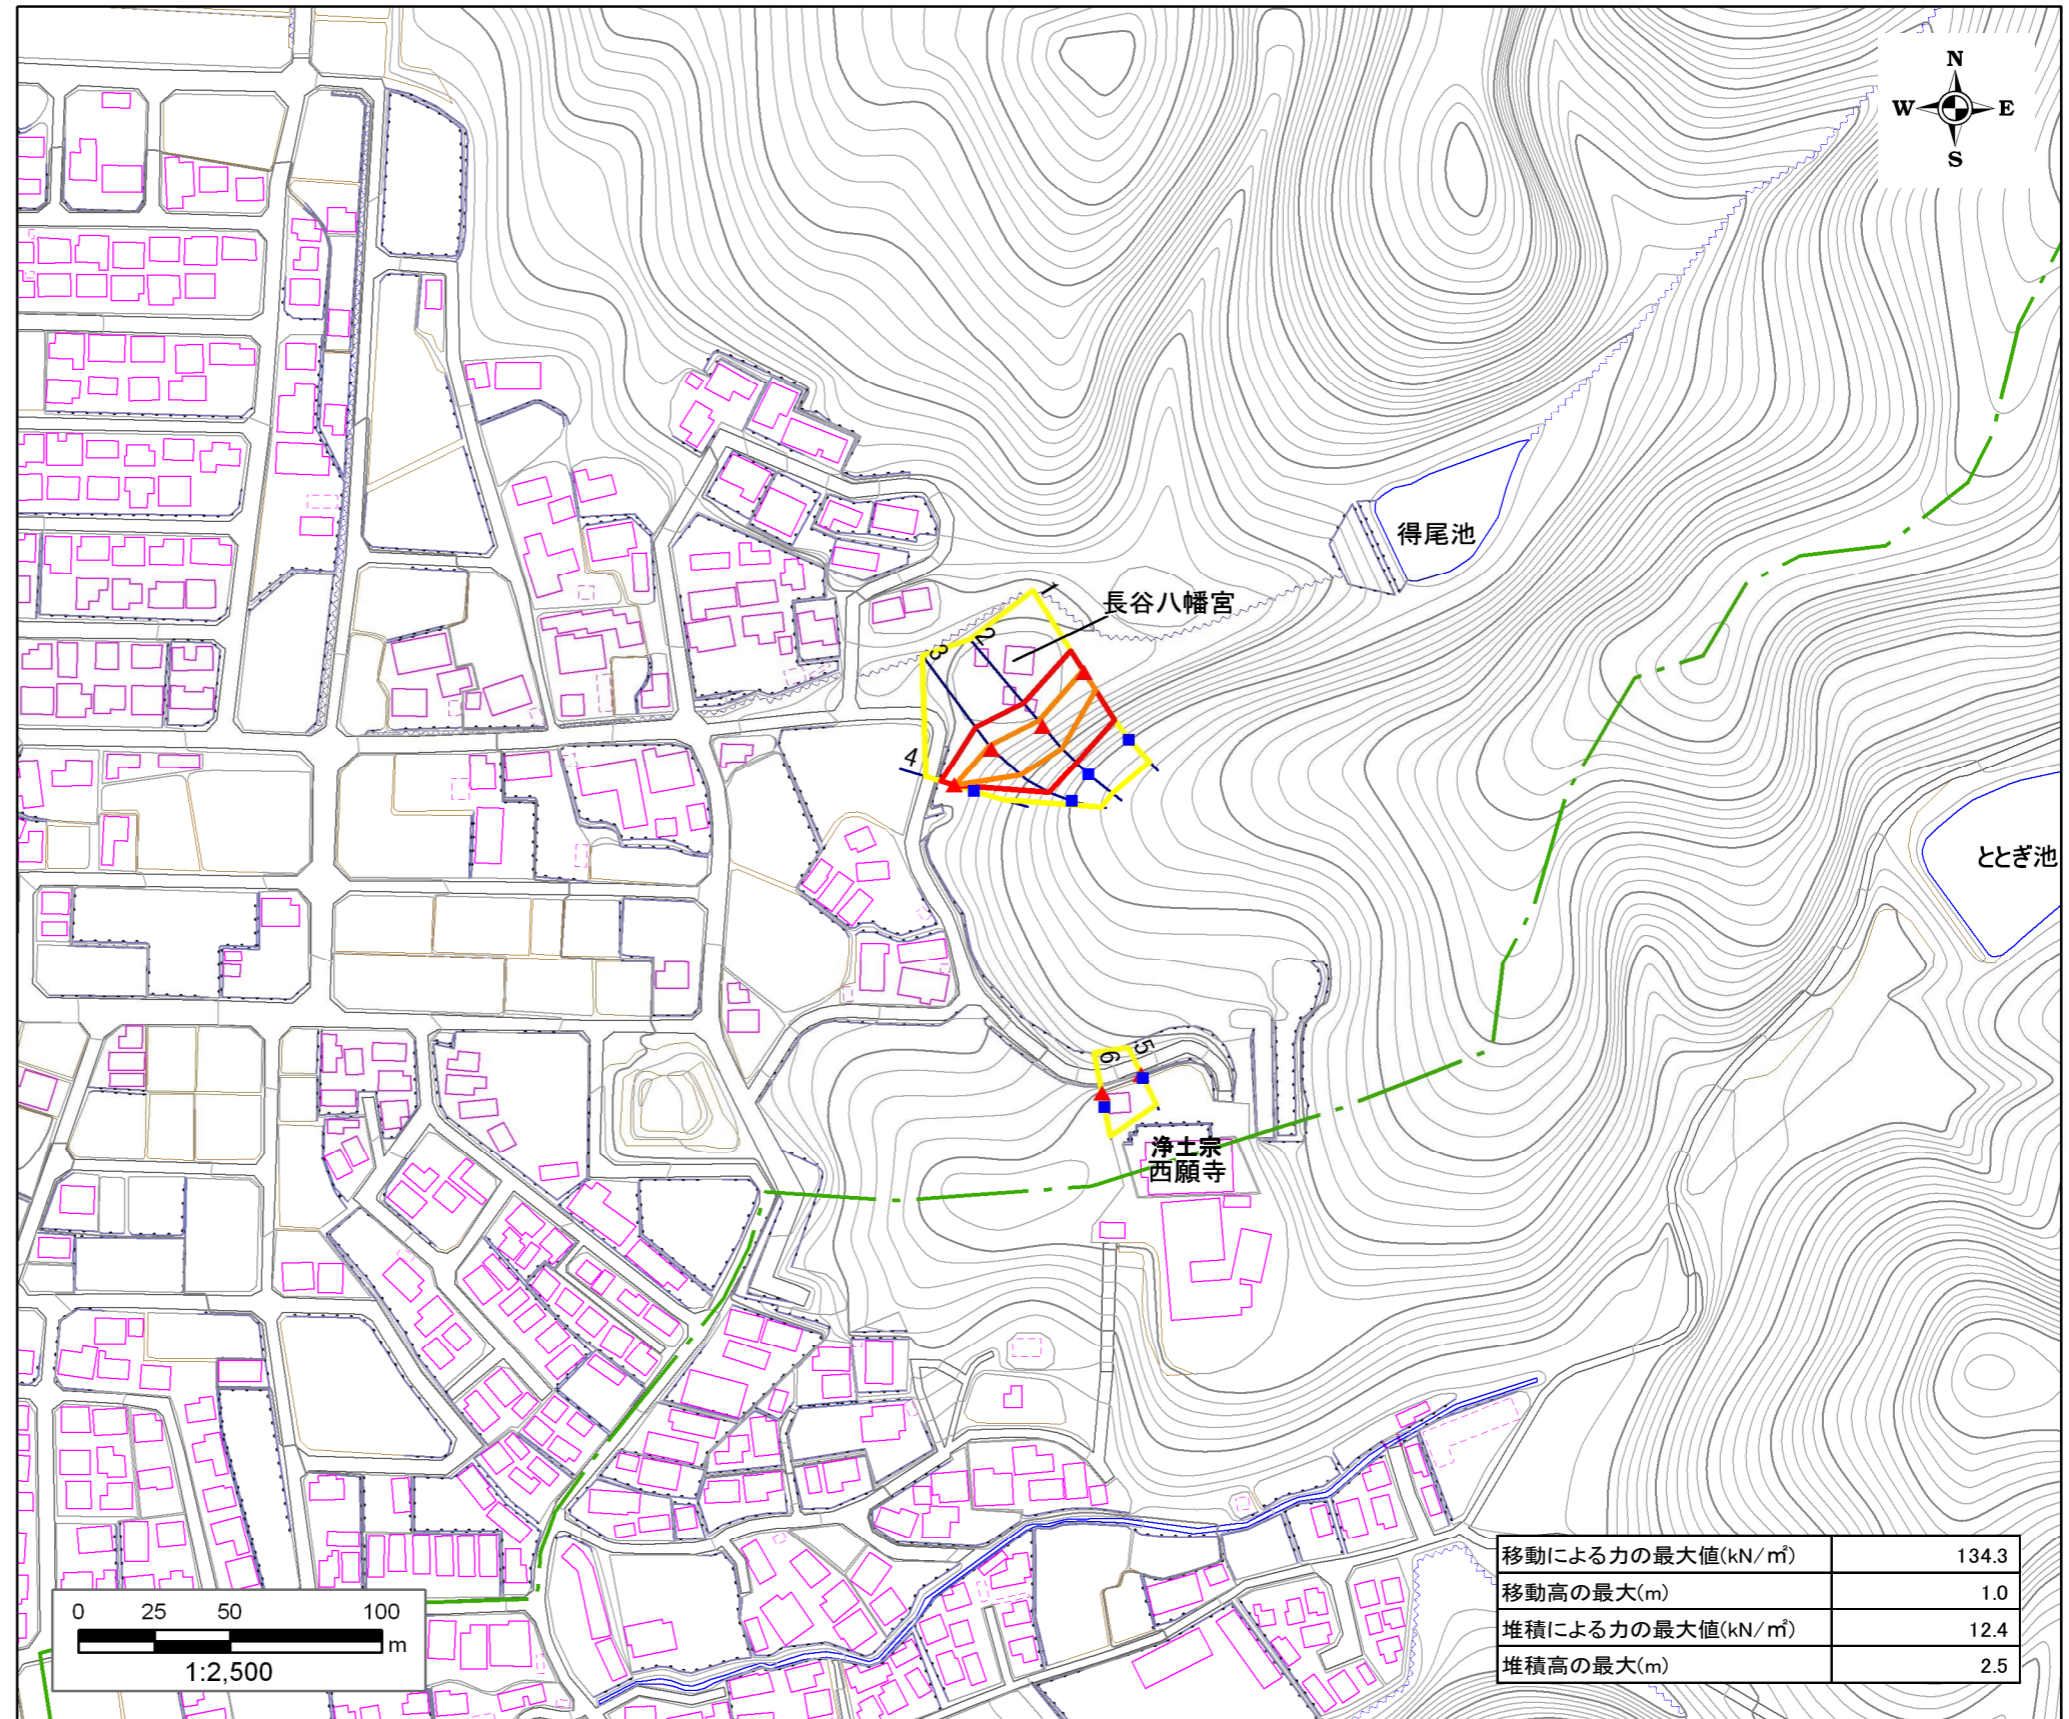 N
W E
S
得尾池
長谷八幡宮
1
2
3
4
ととぎ池
5
6
浄土宗
西願寺
移動による力の最大値(kN/㎡) 134.3
移動高の最大(m) 1.0
堆積による力の最大値(kN/㎡) 12.4
堆積高の最大(m) 2.5
0 25 50 100
m
1:2,500